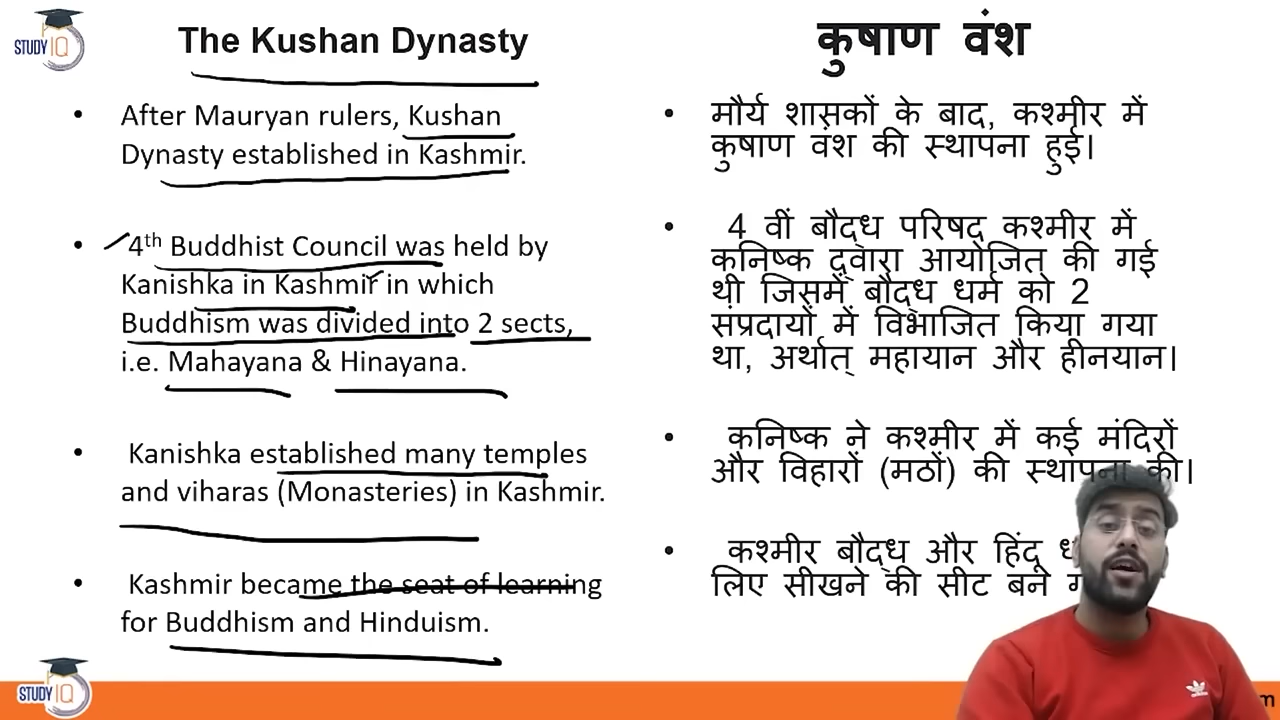 STUDY IQ
The Kushan Dynasty
• After Mauryan rulers, Kushan
Dynasty established in Kashmir.
• 4th Buddhist Council was held by
Kanishka in Kashmir in which
Buddhism was divided into 2 sects,
i.e. Mahayana & Hinayana.
• Kanishka established many temples
and viharas (Monasteries) in Kashmir.
• Kashmir became the seat of learning
for Buddhism and Hinduism.
कुषाण वंश
• मौर्य शासकों के बाद, कश्मीर में
कुषाण वंश की स्थापना हुई।
• 4 वीं बौद्ध परिषद् कश्मीर में
कनिष्क द्वारा आयोजित की गई
थी जिसमें बौद्ध धर्म को 2
संप्रदायों में विभाजित किया गया
था, अर्थात् महायान और हीनयान।
• कनिष्क ने कश्मीर में कई मंदिरों
और विहारों (मठों) की स्थापना की।
• कश्मीर बौद्ध और हिंदू
लिए सीखने की सीट बन
STUDY IQ